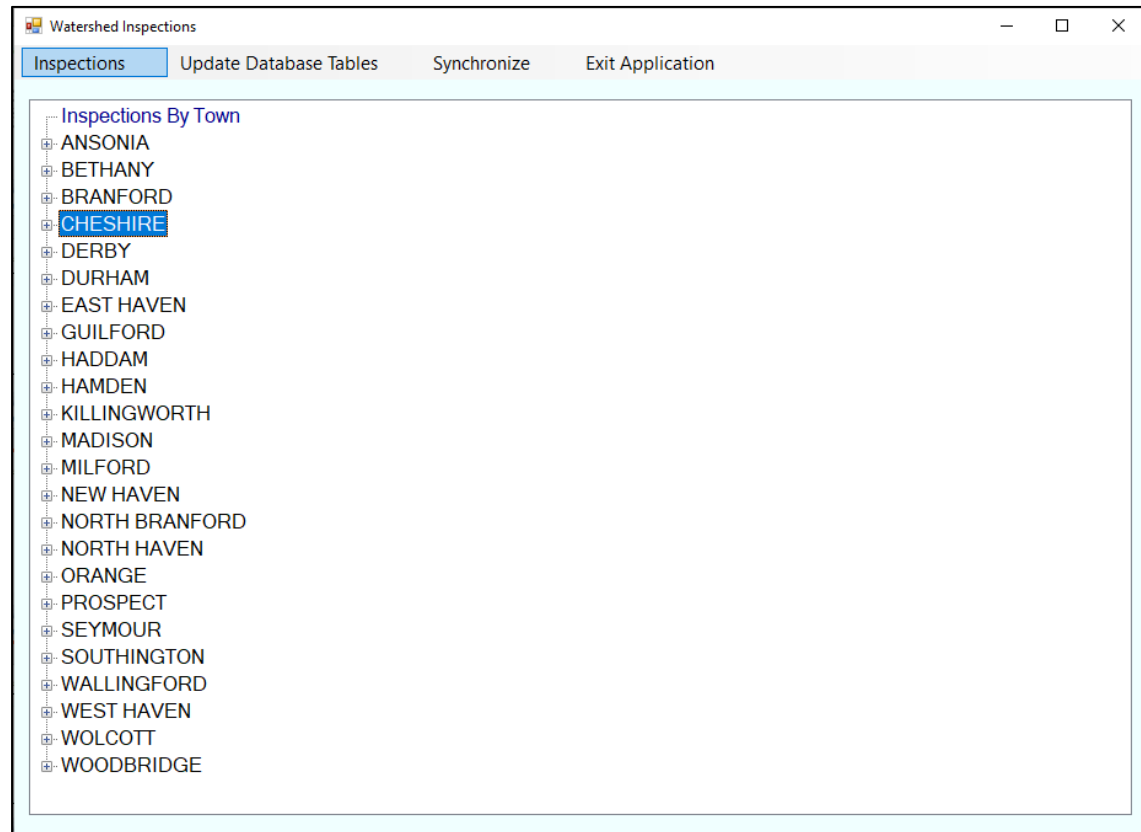 Watershed Inspections
Inspections Update Database Tables Synchronize Exit Application
Inspections By Town
ANSONIA
BETHANY
BRANFORD
CHESHIRE
DERBY
DURHAM
EAST HAVEN
GUILFORD
HADDAM
HAMDEN
KILLINGWORTH
MADISON
MILFORD
NEW HAVEN
NORTH BRANFORD
NORTH HAVEN
ORANGE
PROSPECT
SEYMOUR
SOUTHINGTON
WALLINGFORD
WEST HAVEN
WOLCOTT
WOODBRIDGE